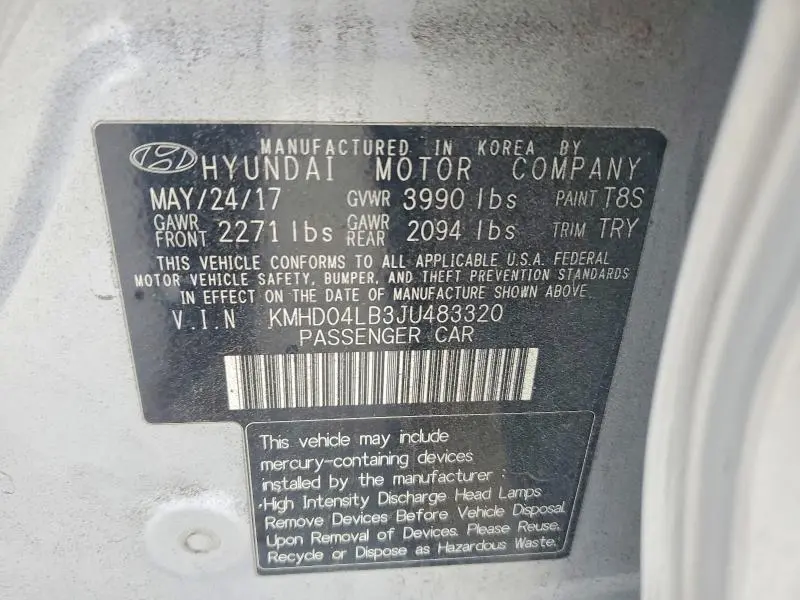 MANUFACTURED IN KOREA BY
HYUNDAI MOTOR COMPANY
MAY/24/17 GVWR 3990 lbs PAINT T8S
GAWR FRONT 2271 lbs GAWR REAR 2094 lbs TRIM TRY
THIS VEHICLE CONFORMS TO ALL APPLICABLE U.S.A. FEDERAL
MOTOR VEHICLE SAFETY, BUMPER, AND THEFT PREVENTION STANDARDS
IN EFFECT ON THE DATE OF MANUFACTURE SHOWN ABOVE.
V.I.N KMHD04LB3JU483320
PASSENGER CAR
This vehicle may include
mercury-containing devices
installed by the manufacturer :
·High Intensity Discharge Head Lamps
Remove Devices Before Vehicle Disposal.
Upon Removal of Devices. Please Reuse.
Recycle or Dispose as Hazardous Waste.